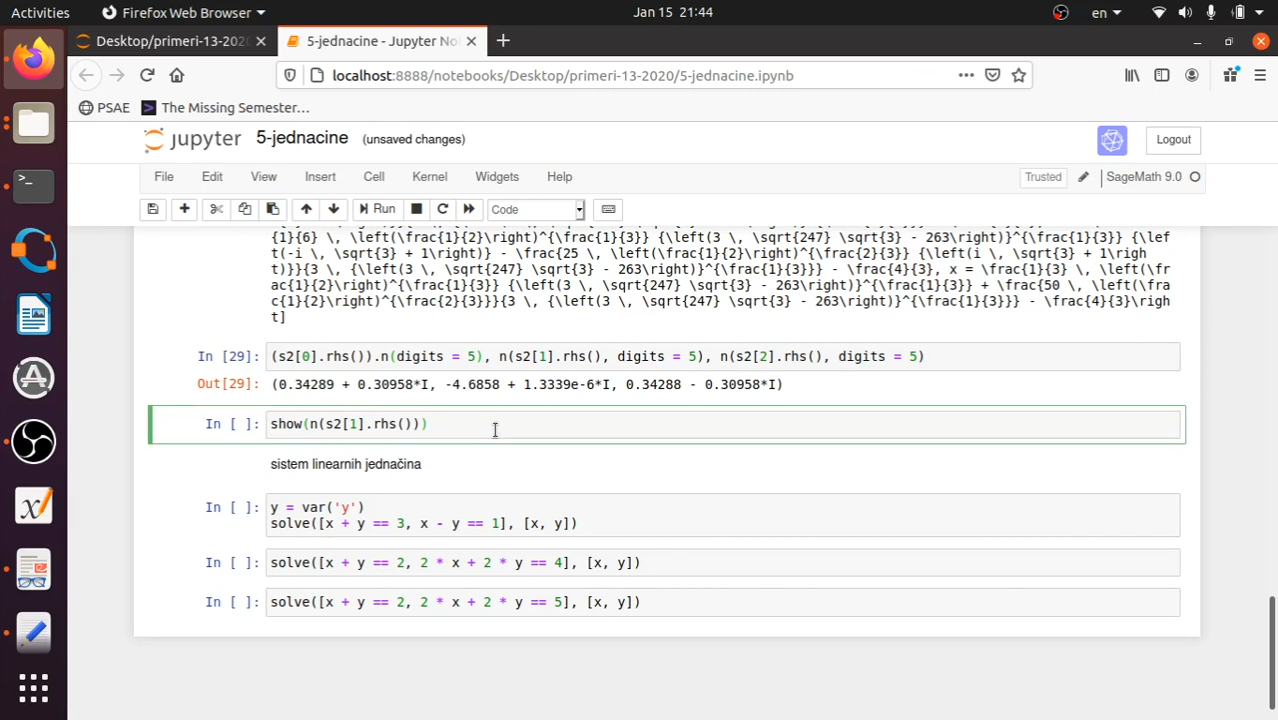 Activities
Firefox Web Browser
Jan 15 21:44
en
Desktop/primeri-13-202
5-jednacine - Jupyter No
localhost:8888/notebooks/Desktop/primeri-13-2020/5-jednacine.ipynb
PSAE
The Missing Semester…
jupyter
5-jednacine
(unsaved changes)
Logout
File
Edit
View
Insert
Cell
Kernel
Widgets
Help
Trusted
SageMath 9.0
Run
Code
{1}{6} \, \left(\frac{1}{2}\right)^{\frac{1}{3}} {\left(3 \, \sqrt{247} \sqrt{3} - 263\right)}^{\frac{1}{3}} {\lef
t(-i \, \sqrt{3} + 1\right)} - \frac{25 \, \left(\frac{1}{2}\right)^{\frac{2}{3}} {\left(i \, \sqrt{3} + 1\righ
t)}}{3 \, {\left(3 \, \sqrt{247} \sqrt{3} - 263\right)}^{\frac{1}{3}}} - \frac{4}{3}, x = \frac{1}{3} \, \left(\fr
ac{1}{2}\right)^{\frac{1}{3}} {\left(3 \, \sqrt{247} \sqrt{3} - 263\right)}^{\frac{1}{3}} + \frac{50 \, \left(\fra
c{1}{2}\right)^{\frac{2}{3}}}{3 \, {\left(3 \, \sqrt{247} \sqrt{3} - 263\right)}^{\frac{1}{3}}} - \frac{4}{3}\righ
t]
In [29]: (s2[0].rhs()).n(digits = 5), n(s2[1].rhs(), digits = 5), n(s2[2].rhs(), digits = 5)
Out[29]: (0.34289 + 0.30958*I, -4.6858 + 1.3339e-6*I, 0.34288 - 0.30958*I)
In [ ]: show(n(s2[1].rhs()))
sistem linearnih jednačina
In [ ]: y = var('y')
solve([x + y == 3, x - y == 1], [x, y])
In [ ]: solve([x + y == 2, 2 * x + 2 * y == 4], [x, y])
In [ ]: solve([x + y == 2, 2 * x + 2 * y == 5], [x, y])